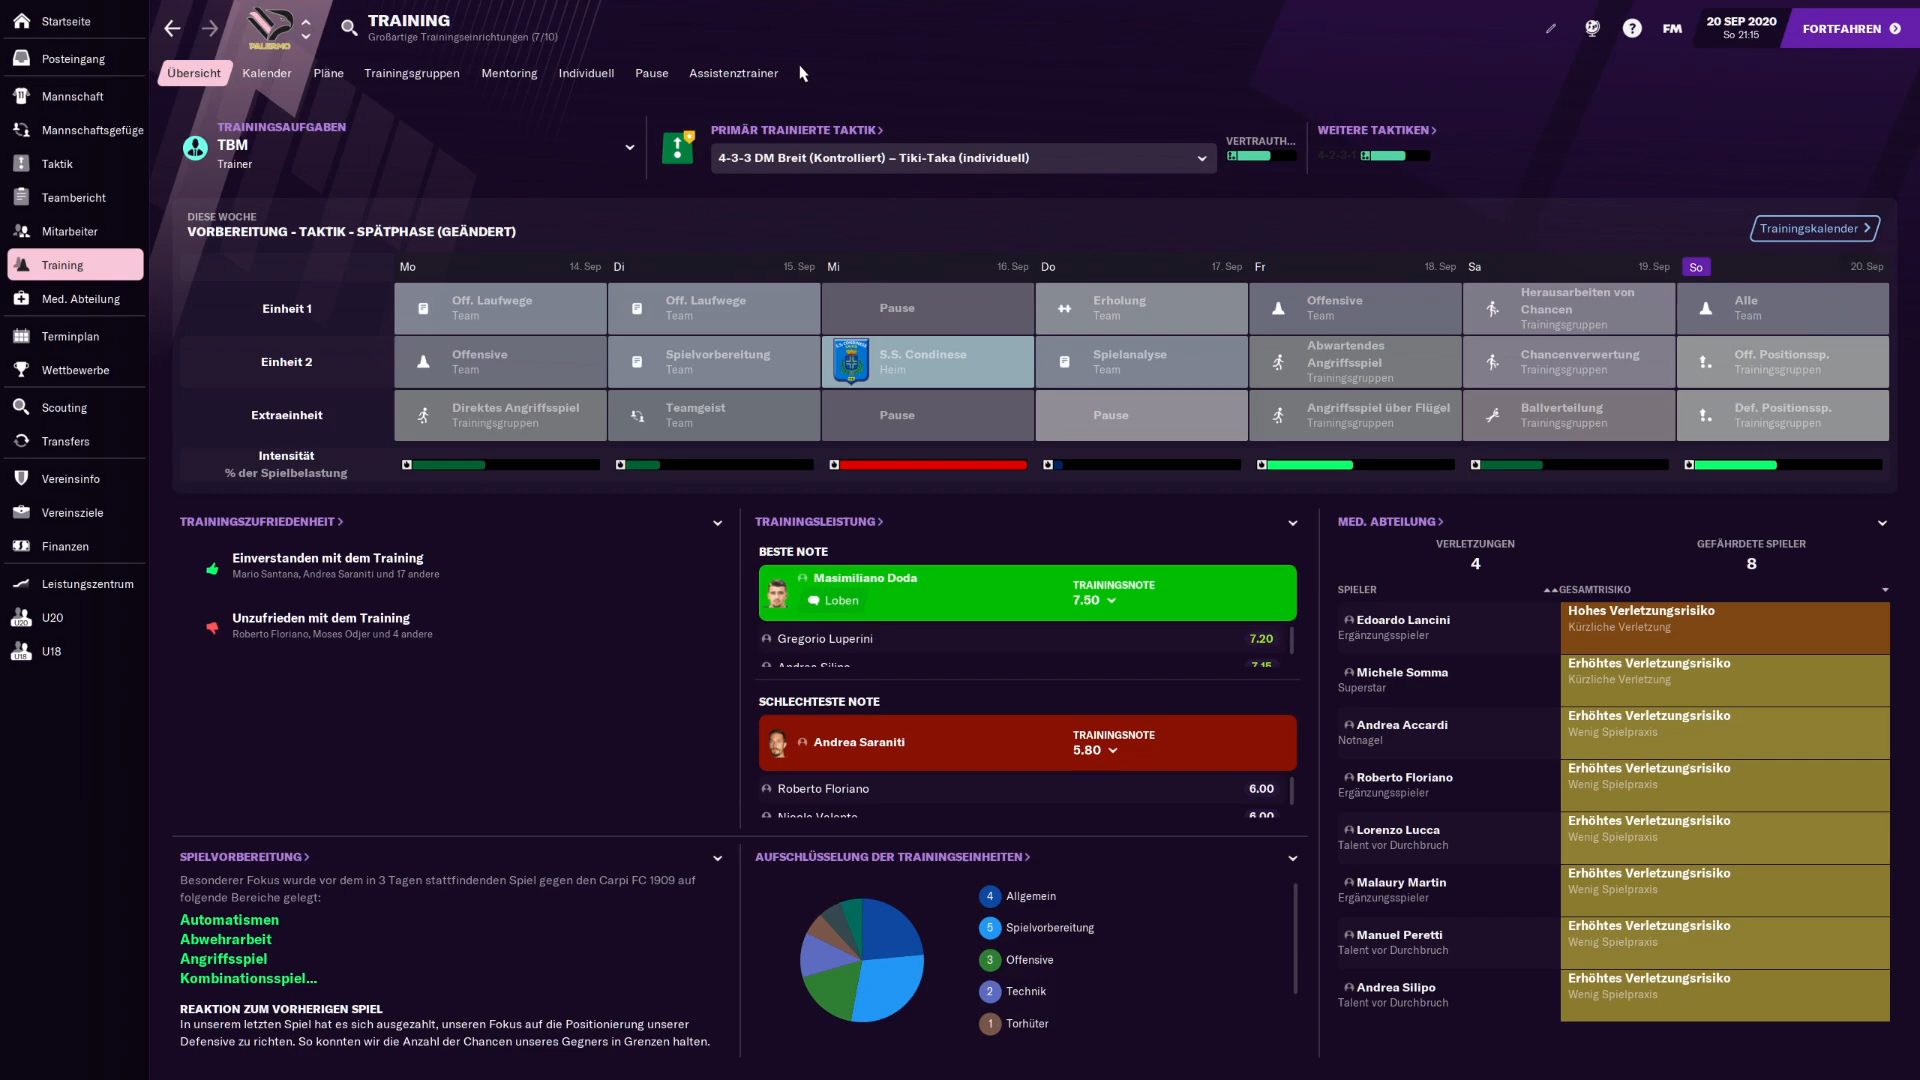 Startseite
Posteingang
Mannschaft
Mannschaftsgefüge
Taktik
Teambericht
Mitarbeiter
Training
Med. Abteilung
Terminplan
Wettbewerbe
Scouting
Transfers
Vereinsinfo
Vereinsziele
Finanzen
Leistungszentrum
U20
U20
U18
U18
PALERMO
TRAINING
Großartige Trainingseinrichtungen (7/10)
FM
20 SEP 2020
So 21:15
FORTFAHREN
Übersicht Kalender Pläne Trainingsgruppen Mentoring Individuell Pause Assistenztrainer
TRAININGSAUFGABEN
TBM
Trainer
PRIMÄR TRAINIERTE TAKTIK
4-3-3 DM Breit (Kontrolliert) – Tiki-Taka (individuell)
VERTRAUTH...
WEITERE TAKTIKEN
4-2-3-1
DIESE WOCHE
VORBEREITUNG - TAKTIK - SPÄTPHASE (GEÄNDERT)
Trainingskalender
Mo 14. Sep Di 15. Sep Mi 16. Sep Do 17. Sep Fr 18. Sep Sa 19. Sep So 20. Sep
Einheit 1
Off. Laufwege
Team
Off. Laufwege
Team
Pause
Erholung
Team
Offensive
Team
Herausarbeiten von
Chancen
Trainingsgruppen
Alle
Team
Einheit 2
Offensive
Team
Spielvorbereitung
Team
S.S. Condinese
Heim
Spielanalyse
Team
Abwartendes
Angriffsspiel
Trainingsgruppen
Chancenverwertung
Trainingsgruppen
Off. Positionssp.
Trainingsgruppen
Extraeinheit
Direktes Angriffsspiel
Trainingsgruppen
Teamgeist
Team
Pause
Pause
Angriffsspiel über Flügel
Trainingsgruppen
Ballverteilung
Trainingsgruppen
Def. Positionssp.
Trainingsgruppen
Intensität
% der Spielbelastung
TRAININGSZUFRIEDENHEIT
Einverstanden mit dem Training
Mario Santana, Andrea Saraniti und 17 andere
Unzufrieden mit dem Training
Roberto Floriano, Moses Odjer und 4 andere
TRAININGSLEISTUNG
BESTE NOTE
Masimiliano Doda
Loben
TRAININGSNOTE
7.50
Gregorio Luperini 7.20
Andrea Silipo 7.15
SCHLECHTESTE NOTE
Andrea Saraniti
TRAININGSNOTE
5.80
Roberto Floriano 6.00
Nicola Valente 6.00
MED. ABTEILUNG
VERLETZUNGEN
4
GEFÄHRDETE SPIELER
8
SPIELER GESAMTRISIKO
Edoardo Lancini
Ergänzungsspieler
Hohes Verletzungsrisiko
Kürzliche Verletzung
Michele Somma
Superstar
Erhöhtes Verletzungsrisiko
Kürzliche Verletzung
Andrea Accardi
Notnagel
Erhöhtes Verletzungsrisiko
Wenig Spielpraxis
Roberto Floriano
Ergänzungsspieler
Erhöhtes Verletzungsrisiko
Wenig Spielpraxis
Lorenzo Lucca
Talent vor Durchbruch
Erhöhtes Verletzungsrisiko
Wenig Spielpraxis
Malaury Martin
Ergänzungsspieler
Erhöhtes Verletzungsrisiko
Wenig Spielpraxis
Manuel Peretti
Talent vor Durchbruch
Erhöhtes Verletzungsrisiko
Wenig Spielpraxis
Andrea Silipo
Talent vor Durchbruch
Erhöhtes Verletzungsrisiko
Wenig Spielpraxis
SPIELVORBEREITUNG
Besonderer Fokus wurde vor dem in 3 Tagen stattfindenden Spiel gegen den Carpi FC 1909 auf
folgende Bereiche gelegt:
Automatismen
Abwehrarbeit
Angriffsspiel
Kombinationsspiel...
REAKTION ZUM VORHERIGEN SPIEL
In unserem letzten Spiel hat es sich ausgezahlt, unseren Fokus auf die Positionierung unserer
Defensive zu richten. So konnten wir die Anzahl der Chancen unseres Gegners in Grenzen halten.
AUFSCHLÜSSELUNG DER TRAININGSEINHEITEN
4 Allgemein
5 Spielvorbereitung
3 Offensive
2 Technik
1 Torhüter